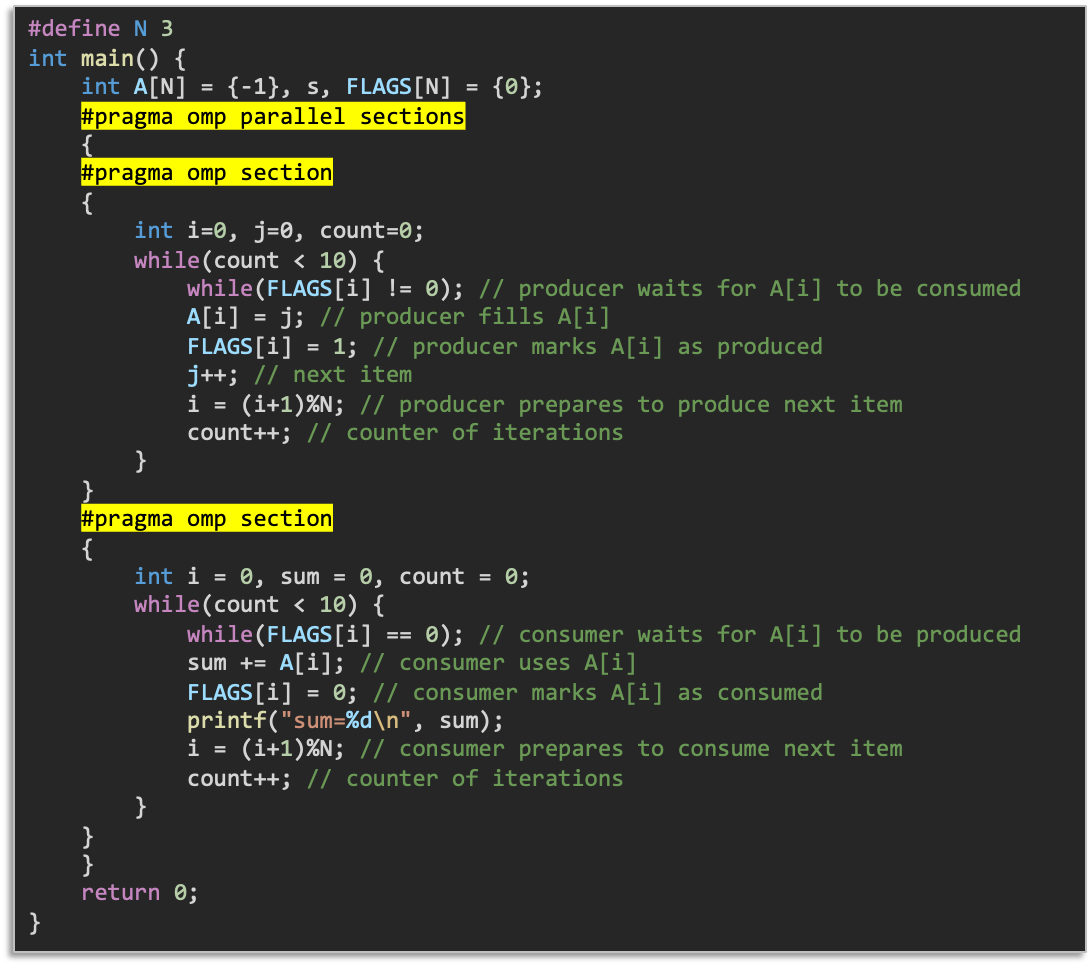 #define N 3
int main() {
    int A[N] = {-1}, s, FLAGS[N] = {0};
    #pragma omp parallel sections
    {
    #pragma omp section
    {
        int i=0, j=0, count=0;
        while(count < 10) {
            while(FLAGS[i] != 0); // producer waits for A[i] to be consumed
            A[i] = j; // producer fills A[i]
            FLAGS[i] = 1; // producer marks A[i] as produced
            j++; // next item
            i = (i+1)%N; // producer prepares to produce next item
            count++; // counter of iterations
        }
    }
    #pragma omp section
    {
        int i = 0, sum = 0, count = 0;
        while(count < 10) {
            while(FLAGS[i] == 0); // consumer waits for A[i] to be produced
            sum += A[i]; // consumer uses A[i]
            FLAGS[i] = 0; // consumer marks A[i] as consumed
            printf("sum=%d\n", sum);
            i = (i+1)%N; // consumer prepares to consume next item
            count++; // counter of iterations
        }
    }
    }
    return 0;
}